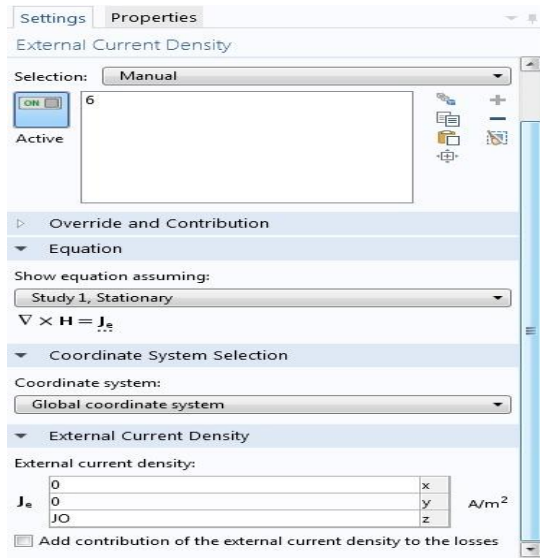 Settings Properties
External Current Density
Selection: Manual
ON
6
Active
Override and Contribution
Equation
Show equation assuming:
Study 1, Stationary
∇ × H = Je
Coordinate System Selection
Coordinate system:
Global coordinate system
External Current Density
External current density:
0 x
Je 0 y A/m²
JO z
Add contribution of the external current density to the losses